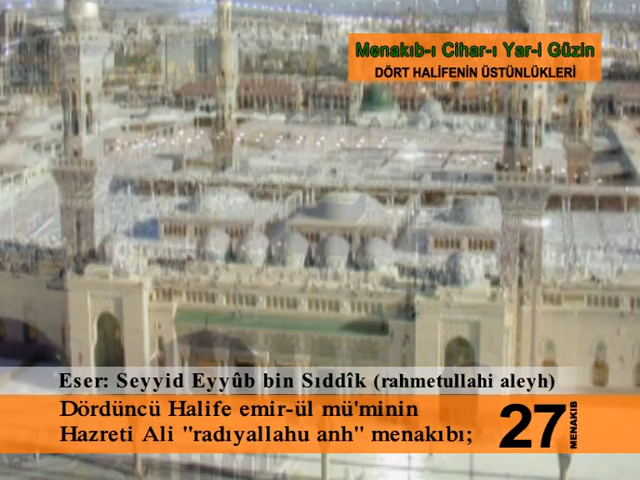 Menakıb-ı Cihar-ı Yar-i Güzin
DÖRT HALİFENİN ÜSTÜNLÜKLERİ
Eser: Seyyid Eyyûb bin Sıddîk (rahmetullahi aleyh)
Dördüncü Halife emir-ül mü'minin
Hazreti Ali "radıyallahu anh" menakıbı;
27
MENAKIB